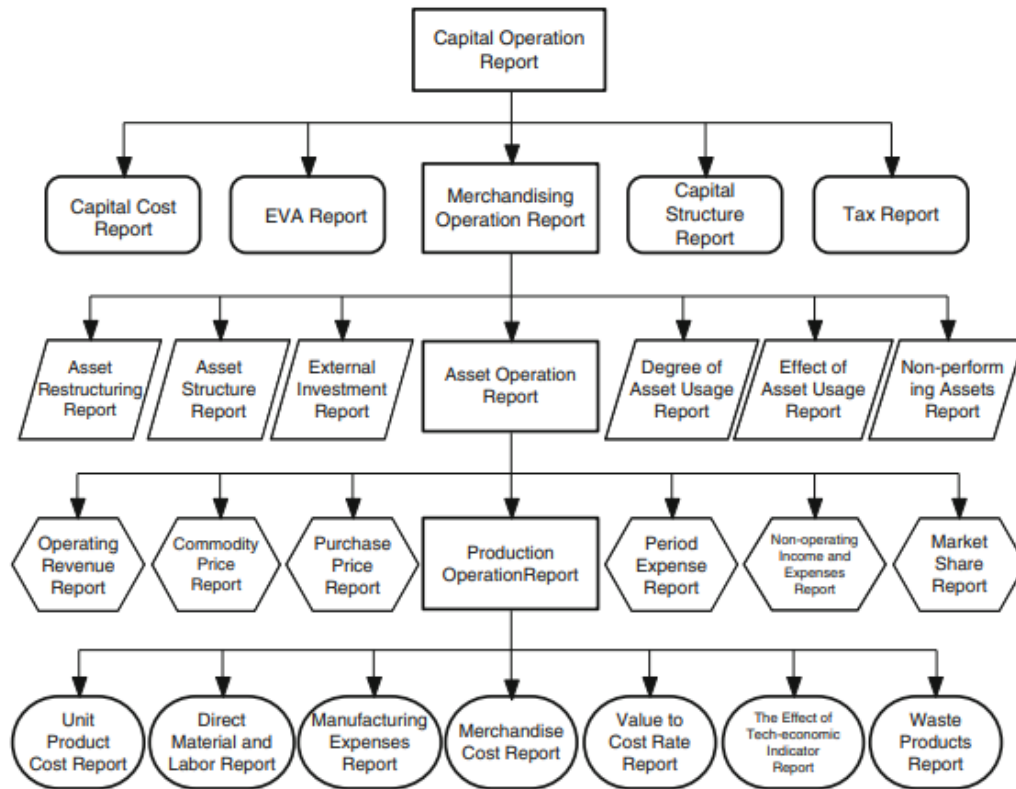 Capital Operation
Report
Capital Cost
Report
EVA Report
Merchandising
Operation Report
Capital
Structure
Report
Tax Report
Asset
Restructuring
Report
Asset
Structure
Report
External
Investment
Report
Asset Operation
Report
Degree of
Asset Usage
Report
Effect of
Asset Usage
Report
Non-perform
ing Assets
Report
Operating
Revenue
Report
Commodity
Price
Report
Purchase
Price
Report
Production
OperationReport
Period
Expense
Report
Non-operating
Income and
Expenses
Report
Market
Share
Report
Unit
Product
Cost Report
Direct
Material and
Labor Report
Manufacturing
Expenses
Report
Merchandise
Cost Report
Value to
Cost Rate
Report
The Effect of
Tech-economic
Indicator
Report
Waste
Products
Report